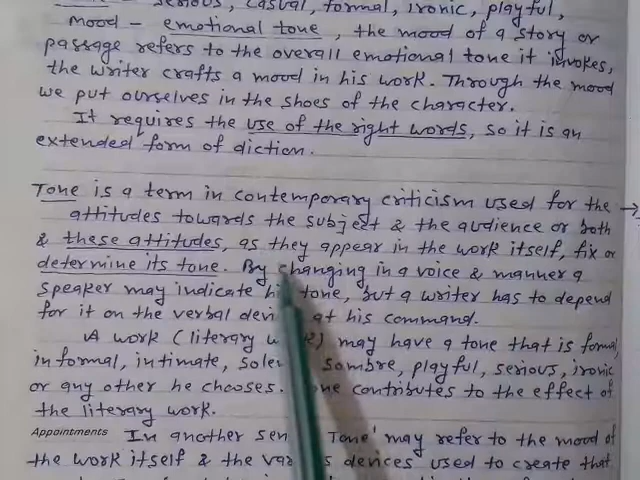 serious, casual, formal, ironic, playful,
mood - emotional tone, the mood of a story or
passage refers to the overall emotional tone it invokes,
the writer crafts a mood in his work. Through the mood
we put ourselves in the shoes of the character.
It requires the use of the right words, so it is an
extended form of diction.
Tone is a term in contemporary criticism used for the →
attitudes towards the subject & the audience or both
& these attitudes, as they appear in the work itself, fix or
determine its tone. By changing in a voice & manner a
speaker may indicate his tone, but a writer has to depend
for it on the verbal at his command.
A work (literary may have a tone that is formal,
informal, intimate, sombre, playful, serious, ironic
or any other he chooses. contributes to the effect of
the literary work.
Appointments In another Tone' may refer to the mood of
the work itself & the devices used to create that